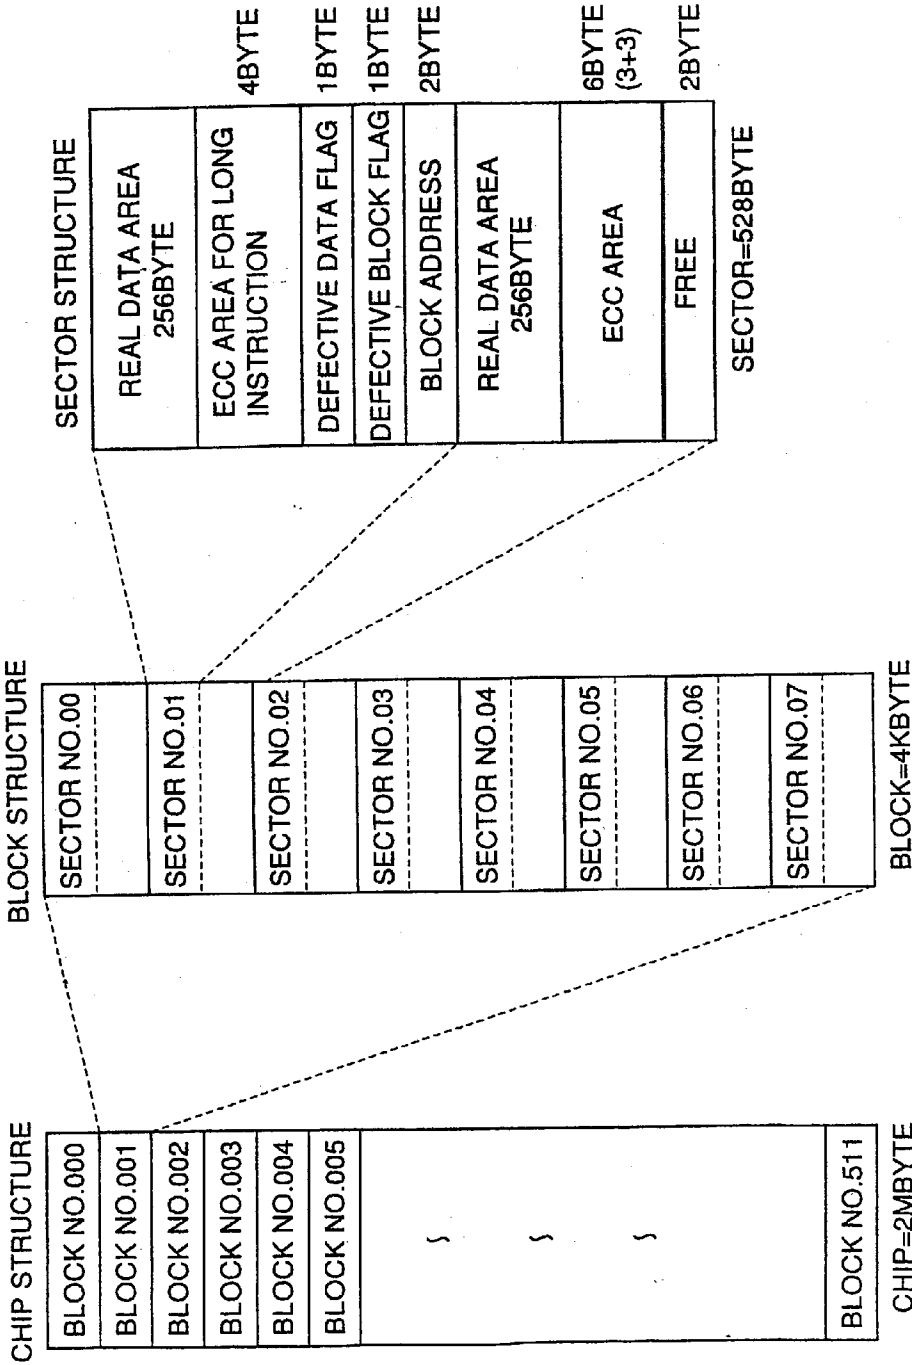 CHIP STRUCTURE
BLOCK NO.000
BLOCK NO.001
BLOCK NO.002
BLOCK NO.003
BLOCK NO.004
BLOCK NO.005
BLOCK NO.511
CHIP=2MBYTE
BLOCK STRUCTURE
SECTOR NO.00
SECTOR NO.01
SECTOR NO.02
SECTOR NO.03
SECTOR NO.04
SECTOR NO.05
SECTOR NO.06
SECTOR NO.07
BLOCK=4KBYTE
SECTOR STRUCTURE
REAL DATA AREA
256BYTE
ECC AREA FOR LONG
INSTRUCTION
4BYTE
DEFECTIVE DATA FLAG
1BYTE
DEFECTIVE BLOCK FLAG
1BYTE
BLOCK ADDRESS
2BYTE
REAL DATA AREA
256BYTE
ECC AREA
6BYTE
(3+3)
FREE
2BYTE
SECTOR=528BYTE